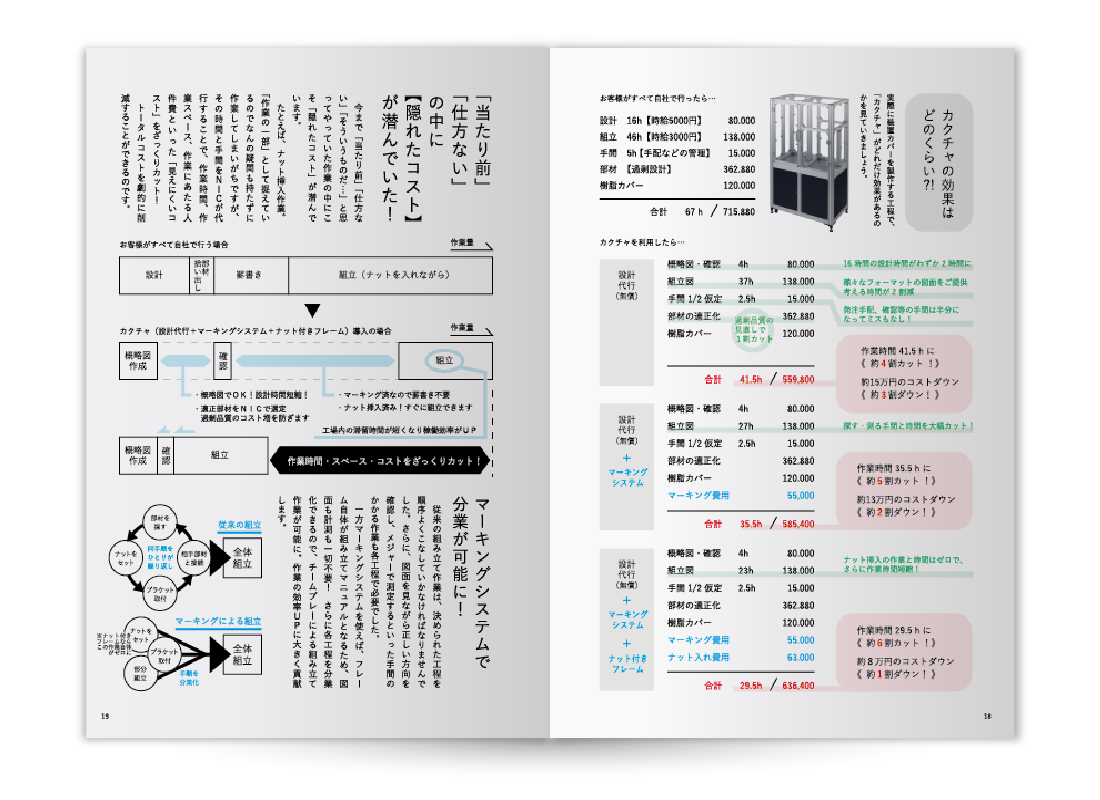 カクチャの効果は
どのくらい?!
実際に装置カバーを製作する工程で、
「カクチャ」がどれだけ効果があるの
かを見ていきましょう。
お客様がすべて自社で行ったら…
設計 16h【時給5000円】 80.000
組立 46h【時給3000円】 138.000
手間 5h【手配などの管理】 15.000
部材 【過剰設計】 362.880
樹脂カバー 120.000
合計 67 h / 715.880
カクチャを利用したら…
設計
代行
(無償)
概略図・確認 4h 80.000
組立図 37h 138.000
手間 1/2 仮定 2.5h 15.000
部材の適正化 362.880
樹脂カバー 120.000
過剰品質の
見直しで
1割カット
合計 41.5h / 559,800
16 時間の設計時間がわずか 2 時間に
様々なフォーマットの図面をご提供
考える時間が 2 割減
発注手配、確認等の手間は半分に
なってミスもなし!
作業時間 41.5 h に
《 約4割カット ! 》
約15万円のコストダウン
《 約3割ダウン! 》
設計
代行
(無償)
+
マーキング
システム
概略図・確認 4h 80.000
組立図 27h 138.000
手間 1/2 仮定 2.5h 15.000
部材の適正化 362.880
樹脂カバー 120.000
マーキング費用 55,000
合計 35.5h / 585,400
探す・測る手間と時間を大幅カット!
作業時間 35.5 h に
《 約5割カット ! 》
約13万円のコストダウン
《 約2割ダウン! 》
設計
代行
(無償)
+
マーキング
システム
+
ナット付き
フレーム
概略図・確認 4h 80.000
組立図 23h 138.000
手間 1/2 仮定 2.5h 15.000
部材の適正化 362.880
樹脂カバー 120.000
マーキング費用 55.000
ナット入れ費用 63.000
合計 29.5h / 636,400
ナット挿入の作業と時間はゼロで、
さらに作業時間短縮!
作業時間 29.5 h に
《 約6割カット ! 》
約8万円のコストダウン
《 約1割ダウン! 》
18
「当たり前」
「仕方ない」
の中に
【隠れたコスト】
が潜んでいた!
今まで「当たり前」「仕方な
い」「そういうものだ…」と思
ってやっていた作業の中にこ
そ「隠れたコスト」が潜んで
います。
たとえば、ナット挿入作業。
「作業の一部」として捉えてい
るのでなんの疑問も持たずに
作業してしまいがちですが、
その時間と手間をNICが代
行することで、作業時間、作
業スペース、作業にあたる人
件費といった「見えにくいコ
スト」をざっくりカット!
トータルコストを劇的に削
減することができるのです。
お客様がすべて自社で行う場合
作業量
設計
部材
拾い出し
罫書き
組立(ナットを入れながら)
カクチャ(設計代行+マーキングシステム+ナット付きフレーム)導入の場合
作業量
概略図
作成
確認
組立
・概略図でOK!設計時間短縮!
・適正部材をNICで選定
過剰品質のコスト増を防ぎます
・マーキング済なので罫書き不要
・ナット挿入済み!すぐに組立できます
工場内の滞留時間が短くなり稼働効率がUP
概略図
作成
確認
組立
作業時間・スペース・コストをざっくりカット!
マーキングシステムで
分業が可能に!
従来の組み立て作業は、決められた工程を
順序よくこなしていかなければなりませんで
した。さらに、図面を見ながら正しい方向を
確認し、メジャーで測定するといった手間の
かかる作業も各工程で必要でした。
一方マーキングシステムを使えば、フレー
ム自体が組み立てマニュアルとなるため、図
面も計測も一切不要! さらに各工程を分業
化できるので、チームプレーによる組み立て
作業が可能に。作業の効率UPに大きく貢献
します。
従来の組立
部材を
探す
ナットを
セット
同手順を
ひとりが
繰り返し
相手部材
と接続
ブラケット
取付
全体
組立
マーキングによる組立
ナットを
セット
ブラケット
取付
部分
組立
手順を
分業化
全体
組立
19